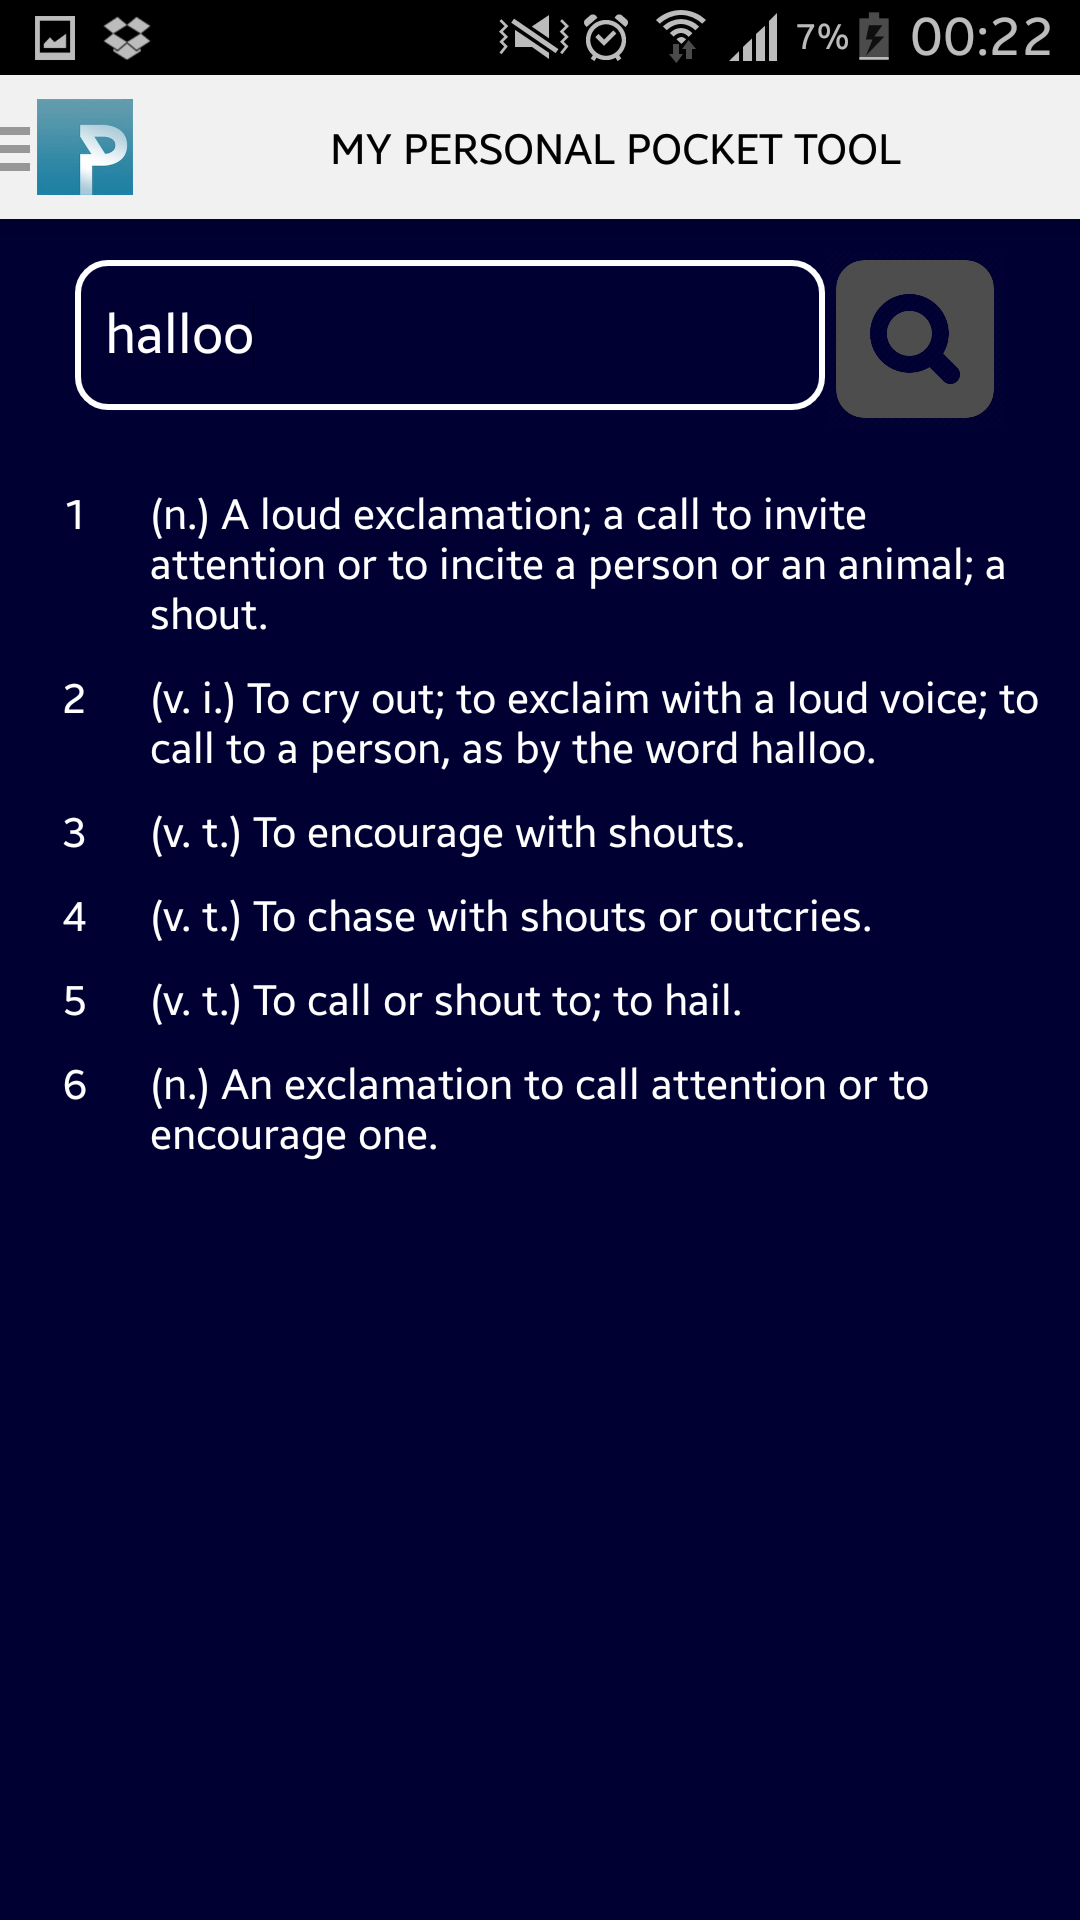 7% 00:22
MY PERSONAL POCKET TOOL
halloo
1 (n.) A loud exclamation; a call to invite
attention or to incite a person or an animal; a
shout.
2 (v. i.) To cry out; to exclaim with a loud voice; to
call to a person, as by the word halloo.
3 (v. t.) To encourage with shouts.
4 (v. t.) To chase with shouts or outcries.
5 (v. t.) To call or shout to; to hail.
6 (n.) An exclamation to call attention or to
encourage one.